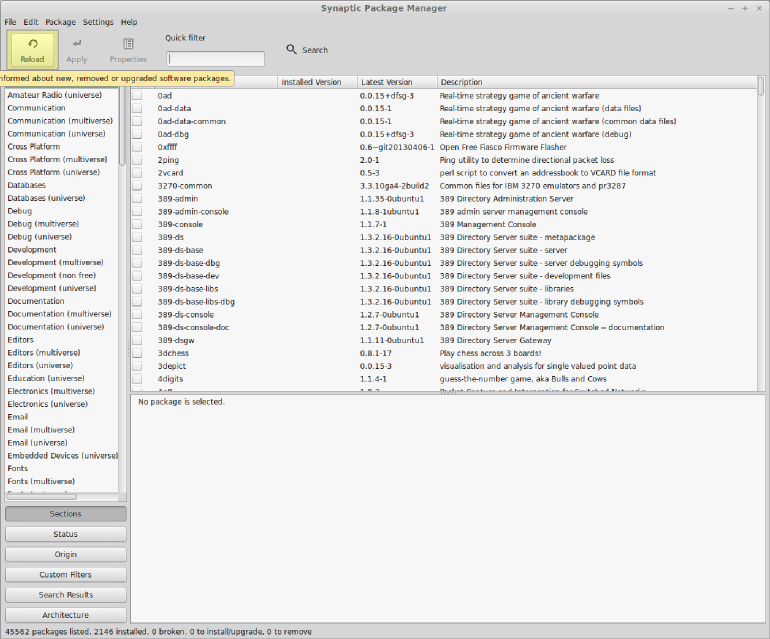 Synaptic Package Manager
File Edit Package Settings Help
Reload Apply Properties Quick filter Search
nformed about new, removed or upgraded software packages.
Installed Version Latest Version Description
Amateur Radio (universe)
Communication
Communication (multiverse)
Communication (universe)
Cross Platform
Cross Platform (multiverse)
Cross Platform (universe)
Databases
Databases (universe)
Debug
Debug (multiverse)
Debug (universe)
Development
Development (multiverse)
Development (non free)
Development (universe)
Documentation
Documentation (multiverse)
Documentation (universe)
Editors
Editors (multiverse)
Editors (universe)
Education (universe)
Electronics (multiverse)
Electronics (universe)
Email
Email (multiverse)
Email (universe)
Embedded Devices (universe)
Fonts
Fonts (multiverse)
0ad 0.0.15+dfsg-3 Real-time strategy game of ancient warfare
0ad-data 0.0.15-1 Real-time strategy game of ancient warfare (data files)
0ad-data-common 0.0.15-1 Real-time strategy game of ancient warfare (common data files)
0ad-dbg 0.0.15+dfsg-3 Real-time strategy game of ancient warfare (debug)
0xffff 0.6~git20130406-1 Open Free Fiasco Firmware Flasher
2ping 2.0-1 Ping utility to determine directional packet loss
2vcard 0.5-3 perl script to convert an addressbook to VCARD file format
3270-common 3.3.10ga4-2build2 Common files for IBM 3270 emulators and pr3287
389-admin 1.1.35-0ubuntu1 389 Directory Administration Server
389-admin-console 1.1.8-1ubuntu1 389 admin server management console
389-console 1.1.7-1 389 Management Console
389-ds 1.3.2.16-0ubuntu1 389 Directory Server suite - metapackage
389-ds-base 1.3.2.16-0ubuntu1 389 Directory Server suite - server
389-ds-base-dbg 1.3.2.16-0ubuntu1 389 Directory Server suite - server debugging symbols
389-ds-base-dev 1.3.2.16-0ubuntu1 389 Directory Server suite - development files
389-ds-base-libs 1.3.2.16-0ubuntu1 389 Directory Server suite - libraries
389-ds-base-libs-dbg 1.3.2.16-0ubuntu1 389 Directory Server suite - library debugging symbols
389-ds-console 1.2.7-0ubuntu1 389 Directory Server Management Console
389-ds-console-doc 1.2.7-0ubuntu1 389 Directory Server Management Console -- documentation
389-dsgw 1.1.11-0ubuntu1 389 Directory Server Gateway
3dchess 0.8.1-17 Play chess across 3 boards!
3depict 0.0.15-3 visualisation and analysis for single valued point data
4digits 1.1.4-1 guess-the-number game, aka Bulls and Cows
No package is selected.
Sections
Status
Origin
Custom Filters
Search Results
Architecture
45562 packages listed, 2146 installed, 0 broken. 0 to install/upgrade, 0 to remove